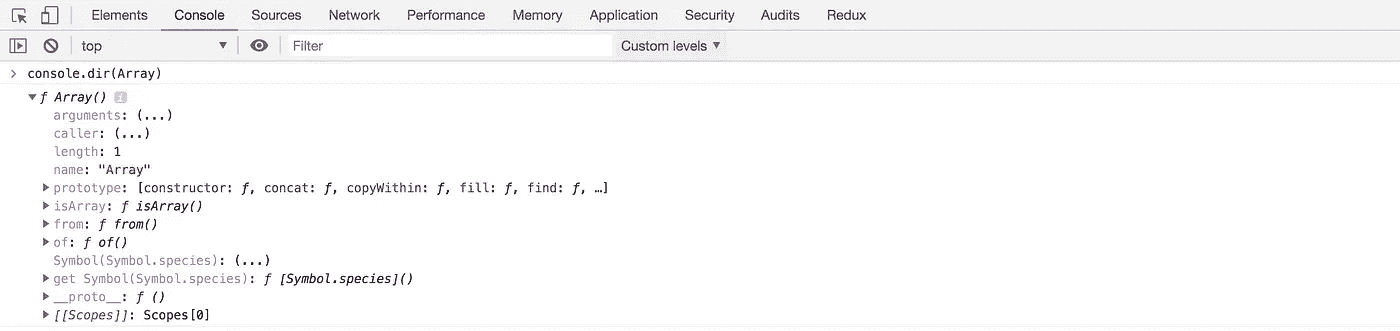 Elements Console Sources Network Performance Memory Application Security Audits Redux
top Filter Custom levels
console.dir(Array)
ƒ Array() i
arguments: (...)
caller: (...)
length: 1
name: "Array"
prototype: [constructor: ƒ, concat: ƒ, copyWithin: ƒ, fill: ƒ, find: ƒ, …]
isArray: ƒ isArray()
from: ƒ from()
of: ƒ of()
Symbol(Symbol.species): (...)
get Symbol(Symbol.species): ƒ [Symbol.species]()
__proto__: ƒ ()
[[Scopes]]: Scopes[0]